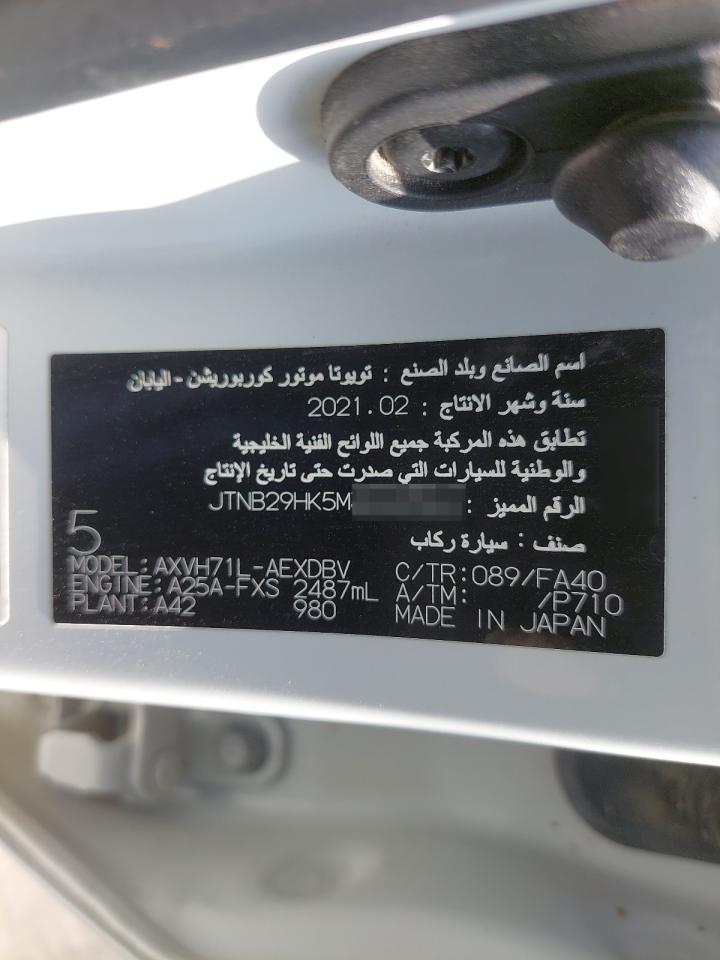 اسم الصانع وبلد الصنع : تويوتا موتور كوربوريشن - اليابان
سنة وشهر الانتاج : 2021.02
تطابق هذه المركبة جميع اللوائح الفنية الخليجية
والوطنية للسيارات التي صدرت حتى تاريخ الإنتاج
الرقم المميز : JTNB29HK5M
صنف : سيارة ركاب
5
MODEL: AXVH71L-AEXDBV C/TR: 089/FA40
ENGINE: A25A-FXS 2487mL A/TM: /P710
PLANT: A42 980 MADE IN JAPAN